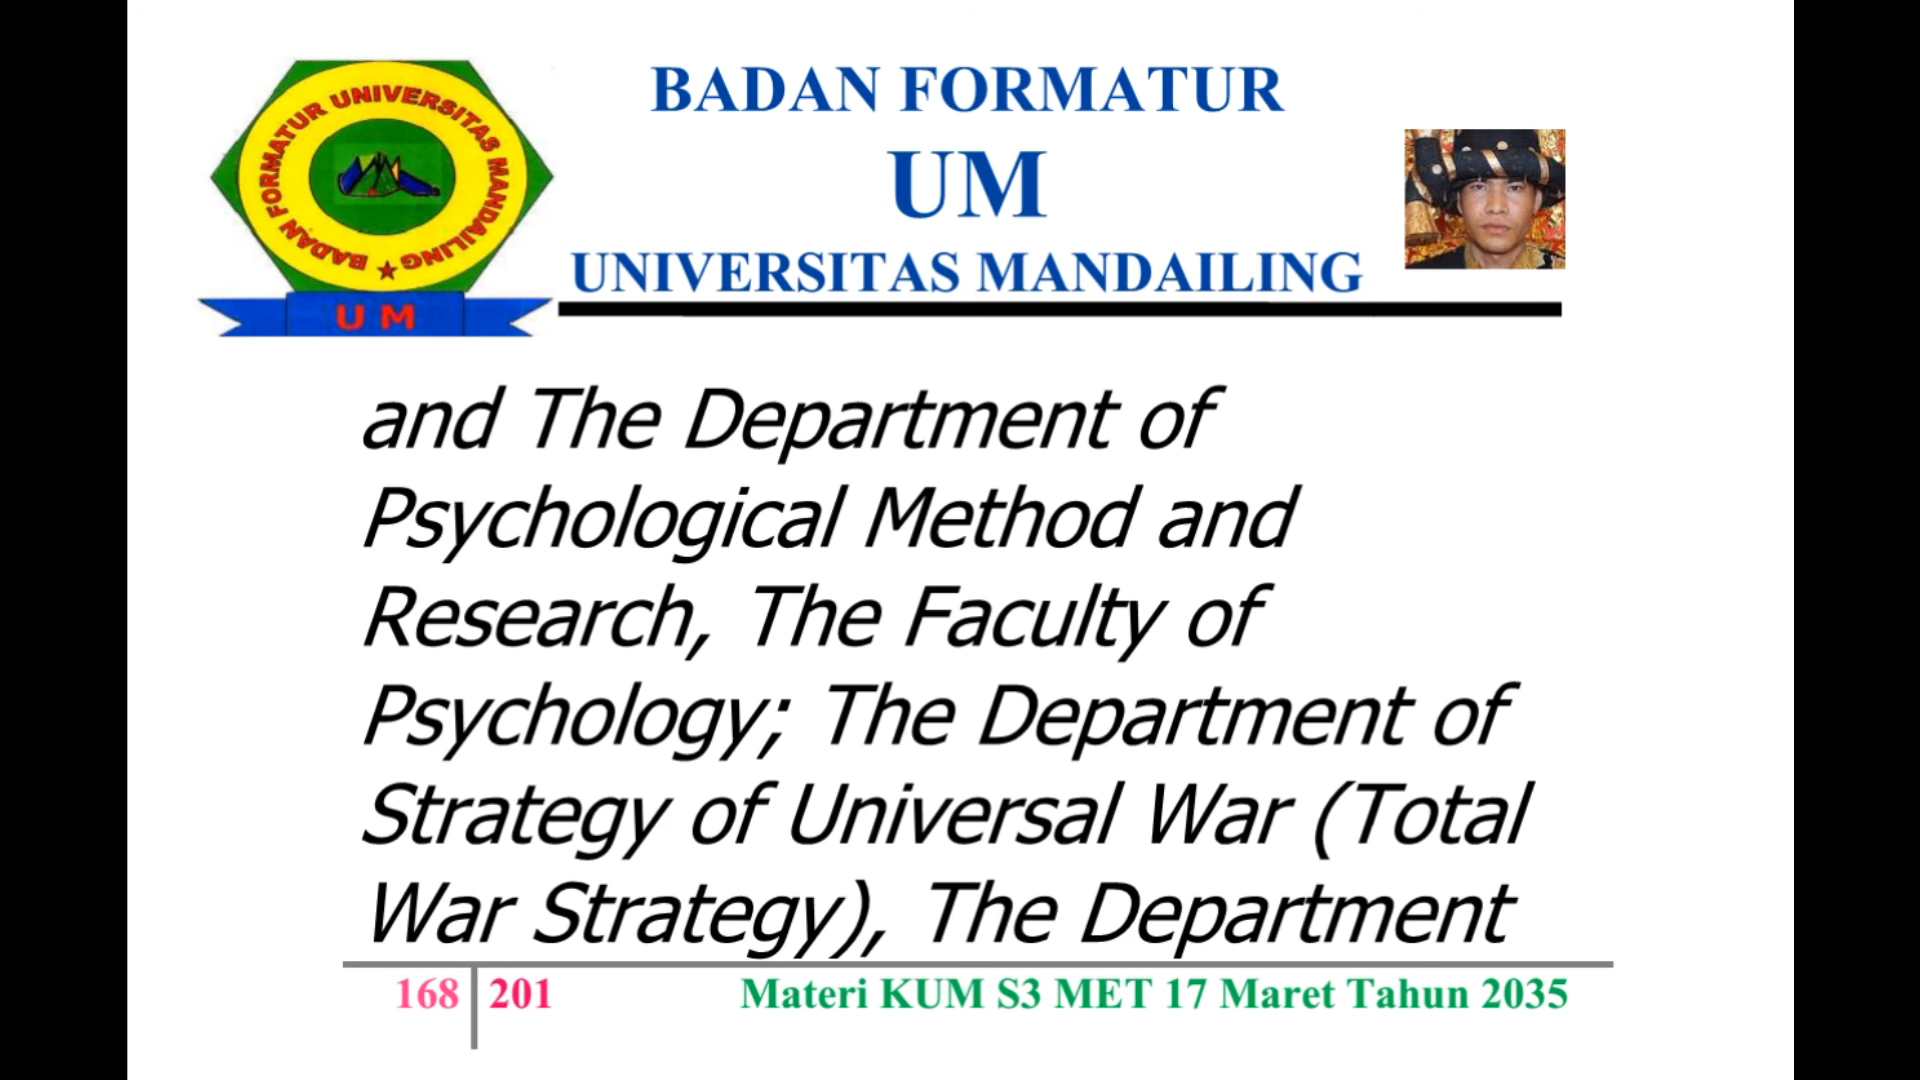 BADAN FORMATUR UNIVERSITAS MANDAILING
UM
BADAN FORMATUR
UM
UNIVERSITAS MANDAILING
and The Department of
Psychological Method and
Research, The Faculty of
Psychology; The Department of
Strategy of Universal War (Total
War Strategy), The Department
168 201 Materi KUM S3 MET 17 Maret Tahun 2035